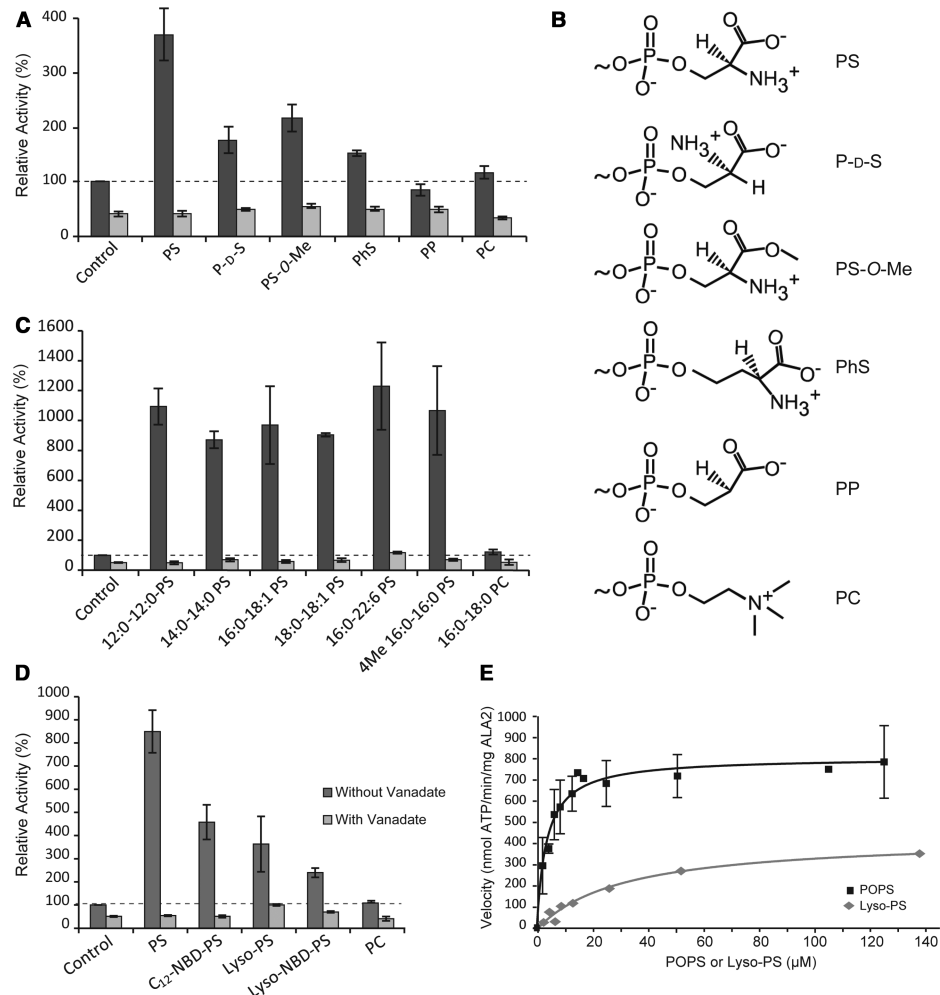 A
Relative Activity (%)
400
300
200
100
0
Control
PS
P-D-S
PS-O-Me
PhS
PP
PC
B
~O P O O O- H O O- NH3+ PS
~O P O O O- NH3+ O O- H P-D-S
~O P O O O- H O O NH3+ PS-O-Me
~O P O O O- H O O- NH3+ PhS
~O P O O O- H O O- PP
~O P O O O- N+ PC
C
Relative Activity (%)
1600
1400
1200
1000
800
600
400
200
0
Control
12:0-12:0-PS
14:0-14:0 PS
16:0-18:1 PS
18:0-18:1 PS
16:0-22:6 PS
4Me 16:0-16:0 PS
16:0-18:0 PC
D
Relative Activity (%)
1000
900
800
700
600
500
400
300
200
100
0
Without Vanadate
With Vanadate
Control
PS
C12-NBD-PS
Lyso-PS
Lyso-NBD-PS
PC
E
Velocity (nmol ATP/min/mg ALA2)
1000
900
800
700
600
500
400
300
200
100
0
POPS
Lyso-PS
0 20 40 60 80 100 120 140
POPS or Lyso-PS (µM)